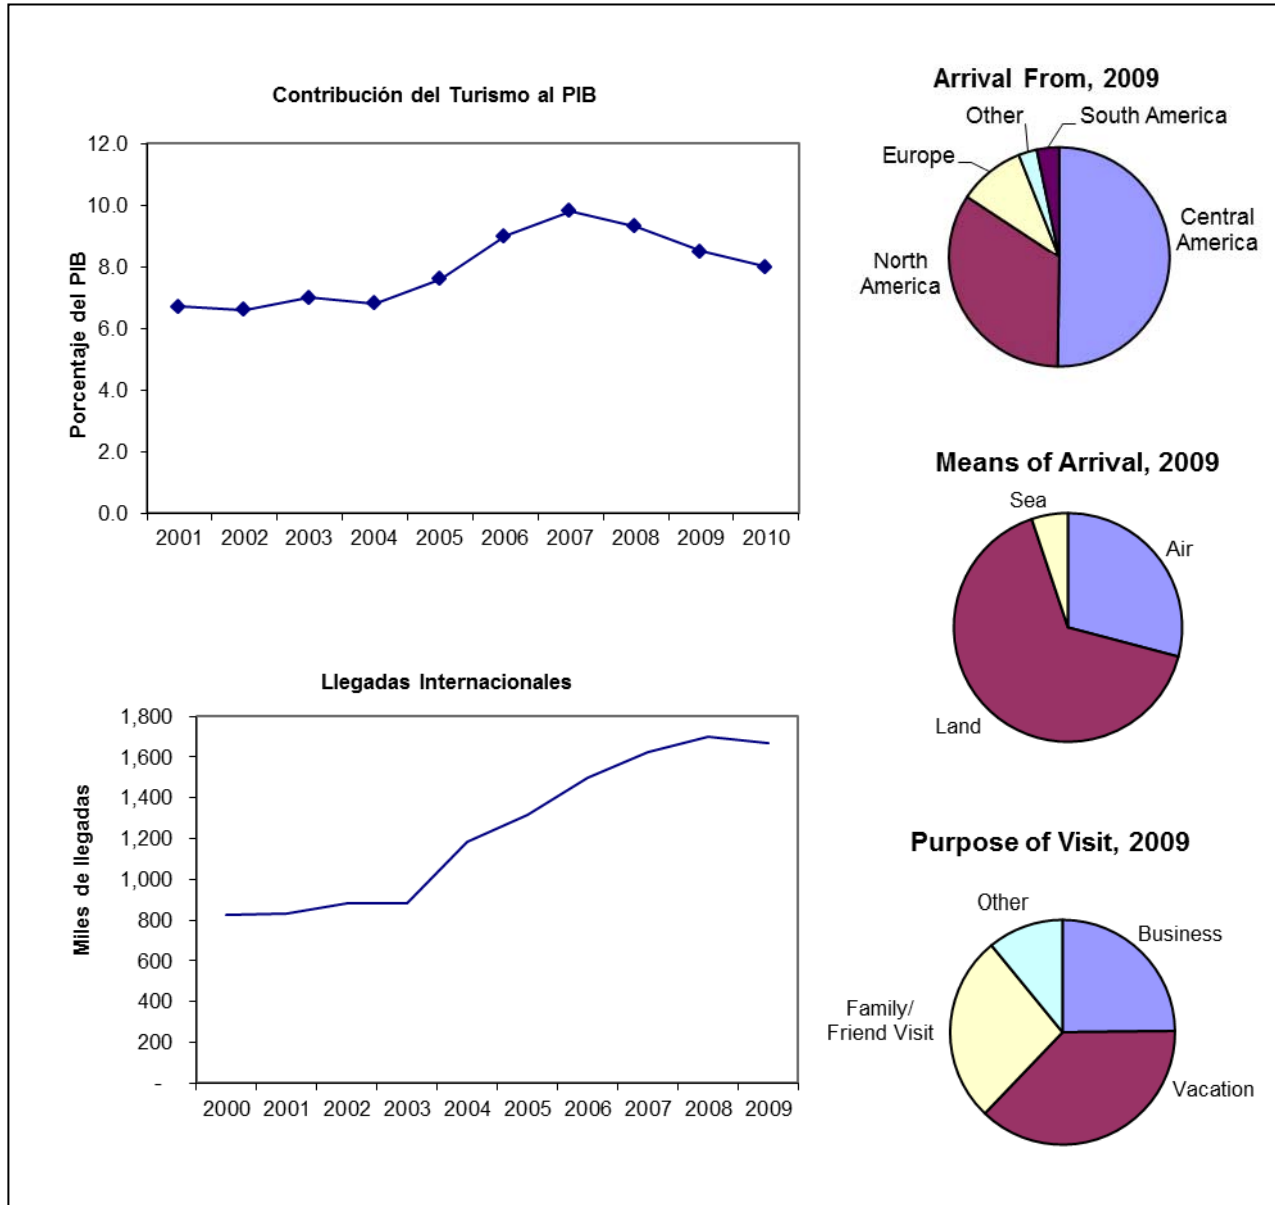 Contribución del Turismo al PIB
Porcentaje del PIB
12.0
10.0
8.0
6.0
4.0
2.0
0.0
2001 2002 2003 2004 2005 2006 2007 2008 2009 2010
Llegadas Internacionales
Miles de llegadas
1,800
1,600
1,400
1,200
1,000
800
600
400
200
-
2000 2001 2002 2003 2004 2005 2006 2007 2008 2009
Arrival From, 2009
Other
South America
Europe
Central
America
North
America
Means of Arrival, 2009
Sea
Air
Land
Purpose of Visit, 2009
Other
Business
Family/
Friend Visit
Vacation